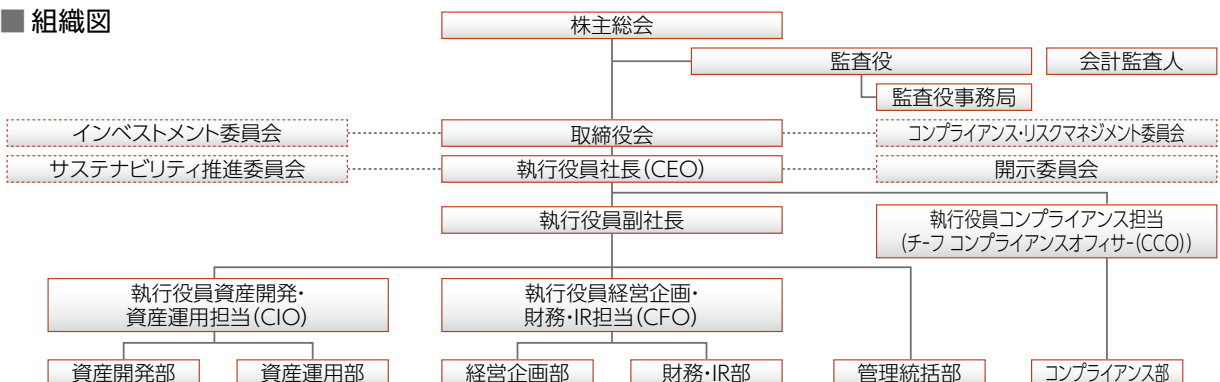 ■ 組織図
株主総会
監査役
会計監査人
監査役事務局
インベストメント委員会
取締役会
コンプライアンス・リスクマネジメント委員会
サステナビリティ推進委員会
執行役員社長(CEO)
開示委員会
執行役員副社長
執行役員コンプライアンス担当
(チーフ コンプライアンスオフィサー(CCO))
執行役員資産開発・
資産運用担当(CIO)
執行役員経営企画・
財務・IR担当(CFO)
資産開発部
資産運用部
経営企画部
財務・IR部
管理統括部
コンプライアンス部